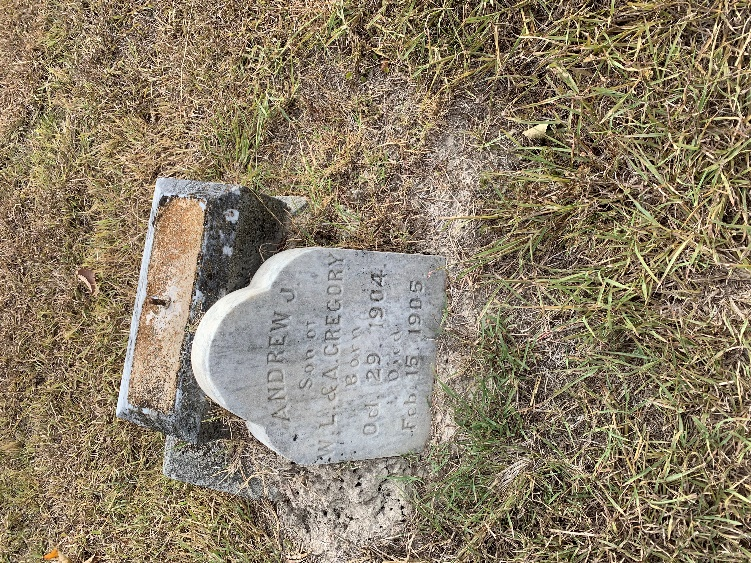 ANDREW J.
Son of
W. L. & A. GREGORY
Born
Oct. 29. 1904
Died
Feb. 15. 1905